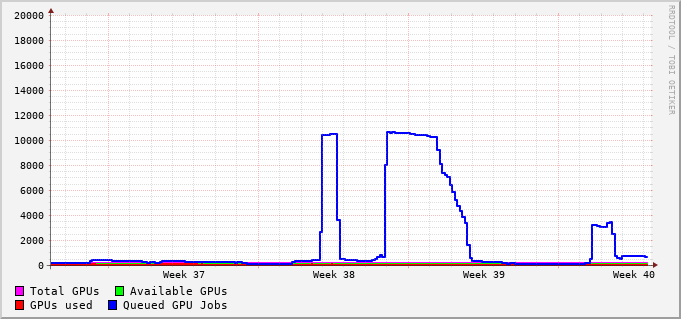 20000
18000
16000
14000
12000
10000
8000
6000
4000
2000
0
Week 37 Week 38 Week 39 Week 40
Total GPUs Available GPUs
GPUs used Queued GPU Jobs
RRDTOOL / TOBI OETIKER